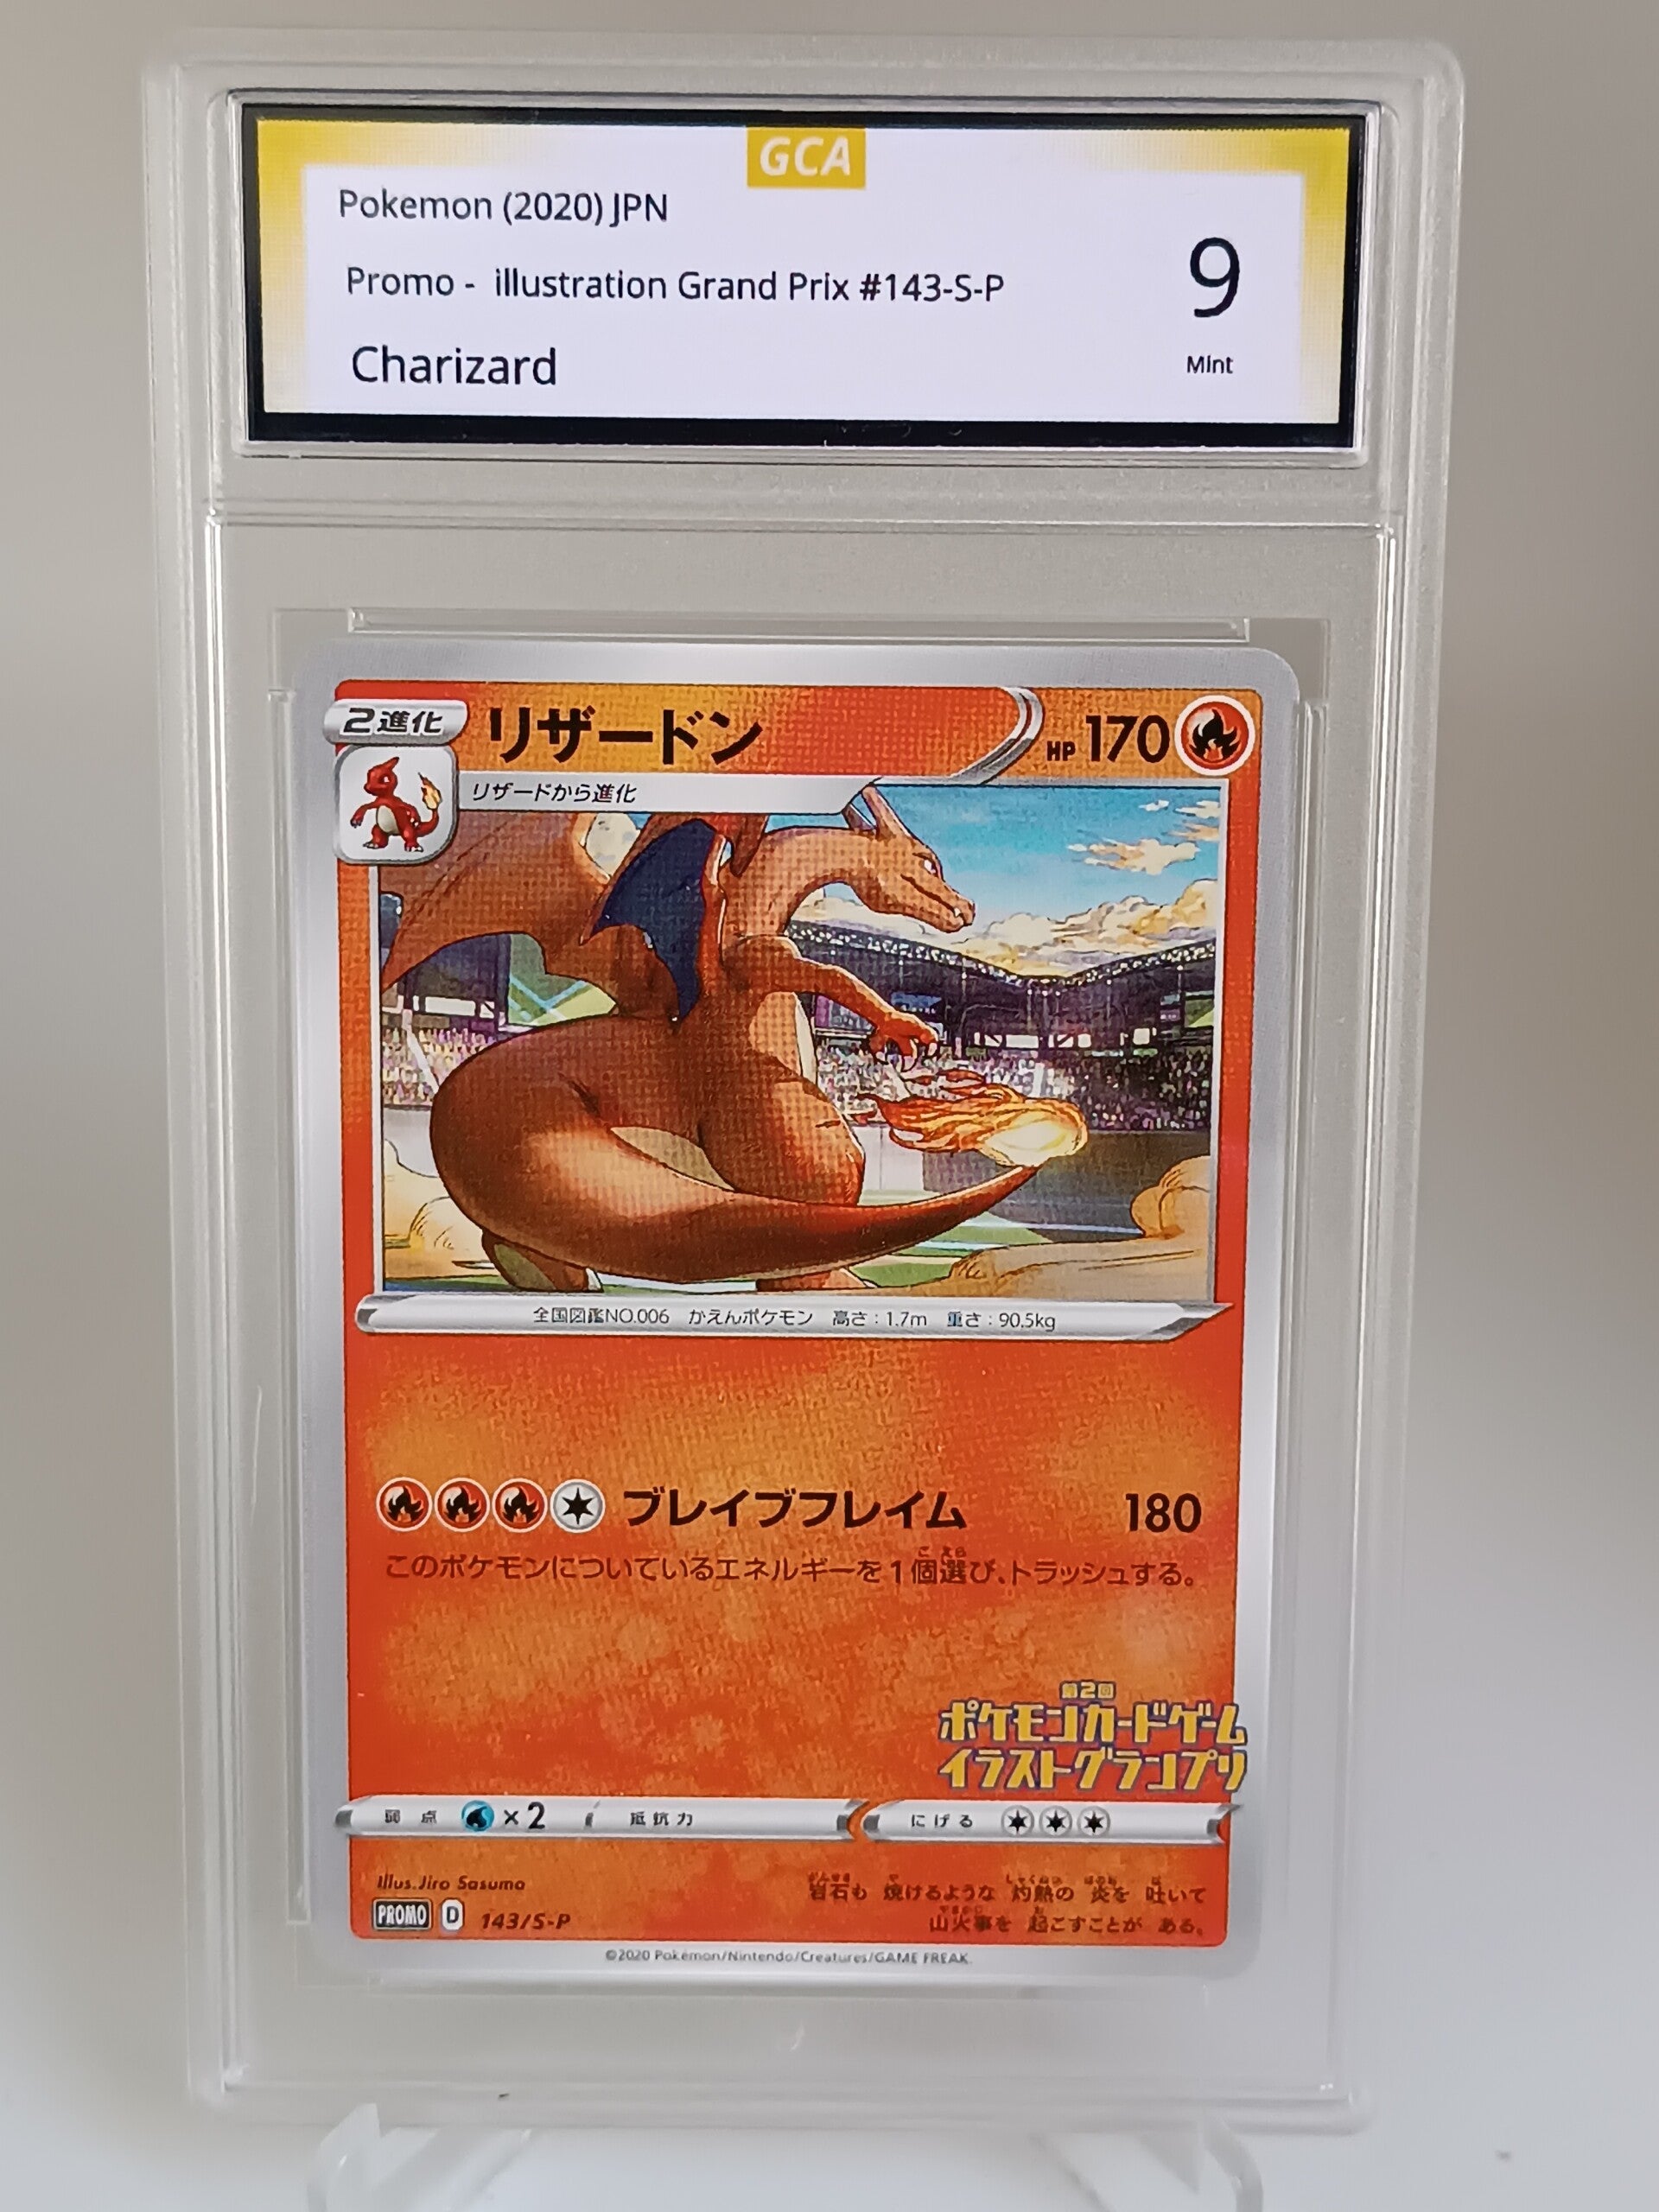 GCA
Pokemon (2020) JPN
Promo - illustration Grand Prix #143-S-P
9
Charizard
Mint
2進化
リザードン
HP 170
リザードから進化
全国図鑑NO.006 かえんポケモン 高さ:1.7m 重さ:90.5kg
ブレイブフレイム 180
このポケモンについているエネルギーを1個選び、トラッシュする。
第2回
ポケモンカードゲーム
イラストグランプリ
弱点 ×2 抵抗力 にげる
Illus.Jiro Sasumo
岩石も 焼けるような 灼熱の 炎を 吐いて
PROMO D 143/S-P
山火事を 起こすことが ある。
©2020 Pokémon/Nintendo/Creatures/GAME FREAK.